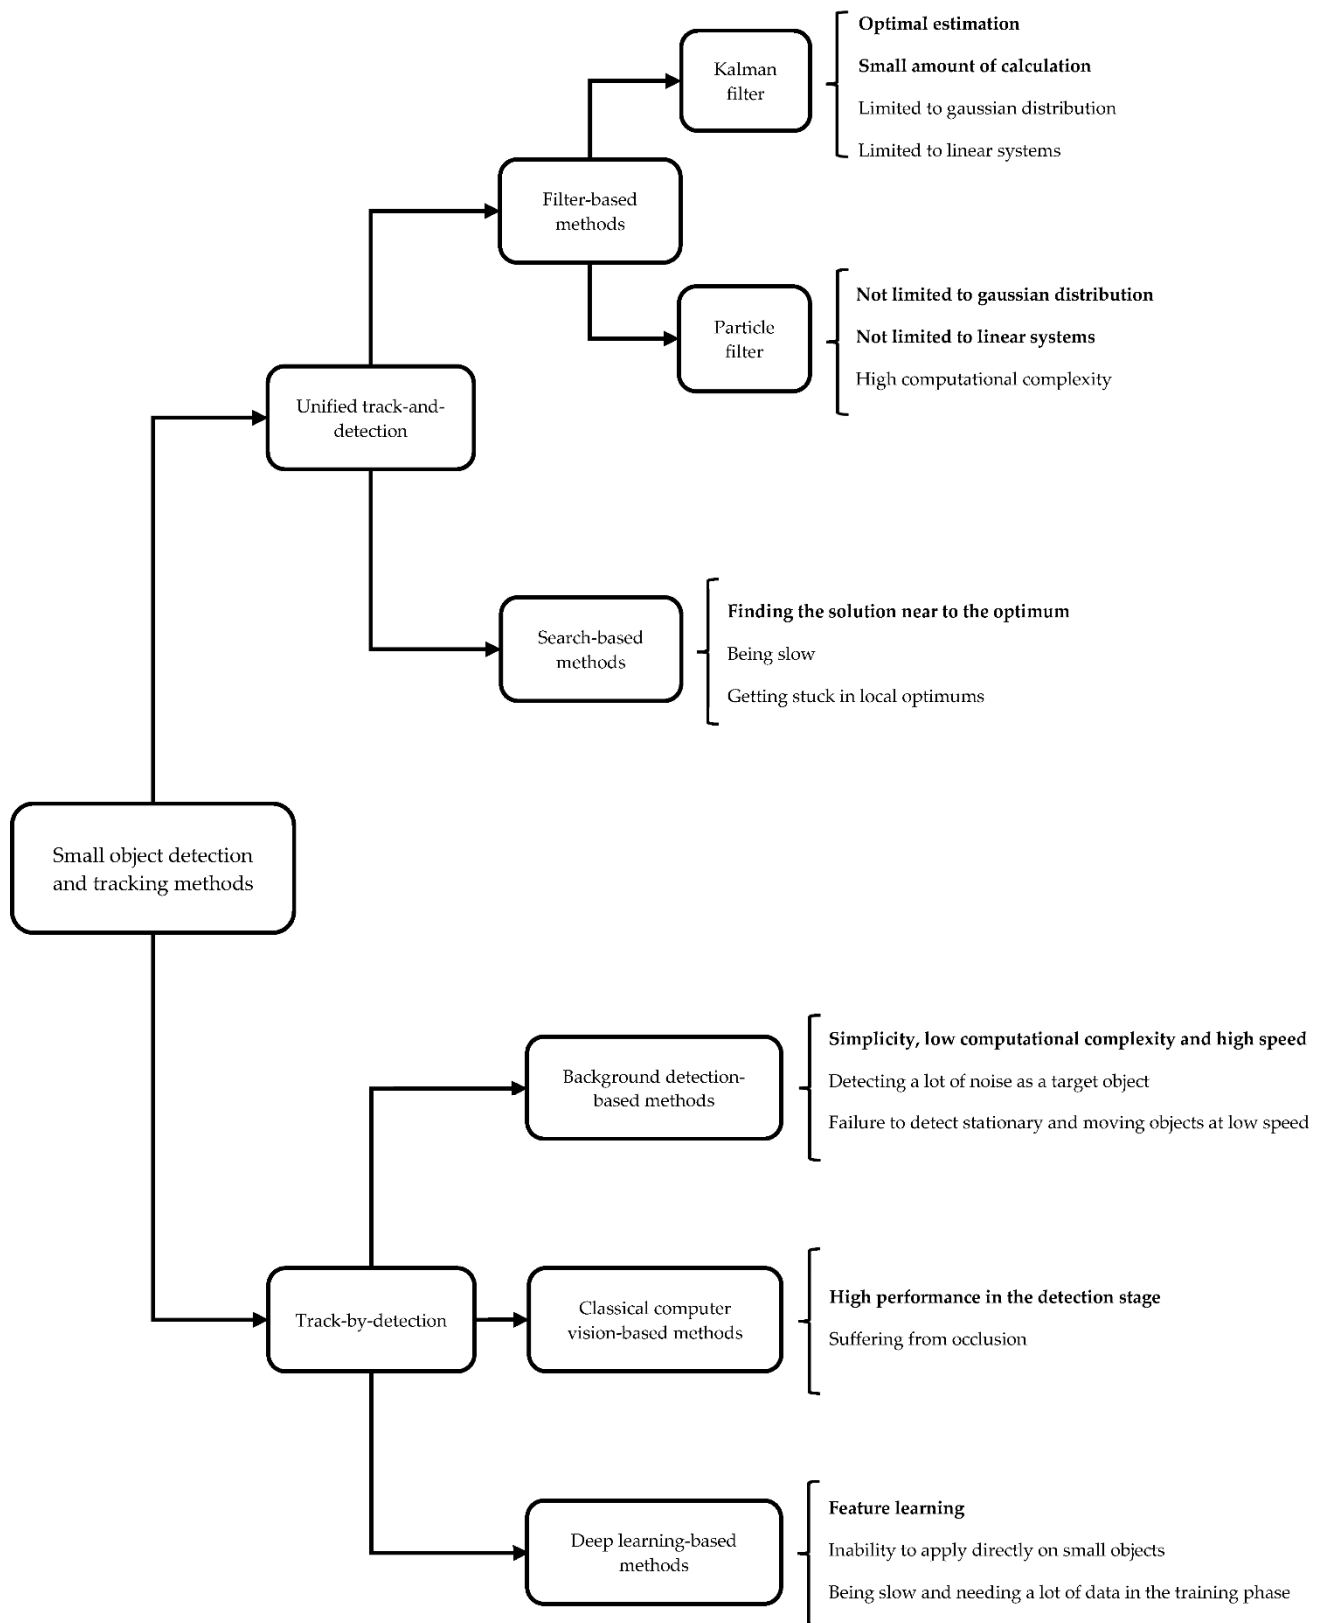 Optimal estimation
Small amount of calculation
Kalman
filter
Limited to gaussian distribution
Limited to linear systems
Filter-based
methods
Not limited to gaussian distribution
Particle
filter
Not limited to linear systems
High computational complexity
Unified track-and-
detection
Search-based
methods
Finding the solution near to the optimum
Being slow
Getting stuck in local optimums
Small object detection
and tracking methods
Background detection-
based methods
Simplicity, low computational complexity and high speed
Detecting a lot of noise as a target object
Failure to detect stationary and moving objects at low speed
Track-by-detection
Classical computer
vision-based methods
High performance in the detection stage
Suffering from occlusion
Deep learning-based
methods
Feature learning
Inability to apply directly on small objects
Being slow and needing a lot of data in the training phase